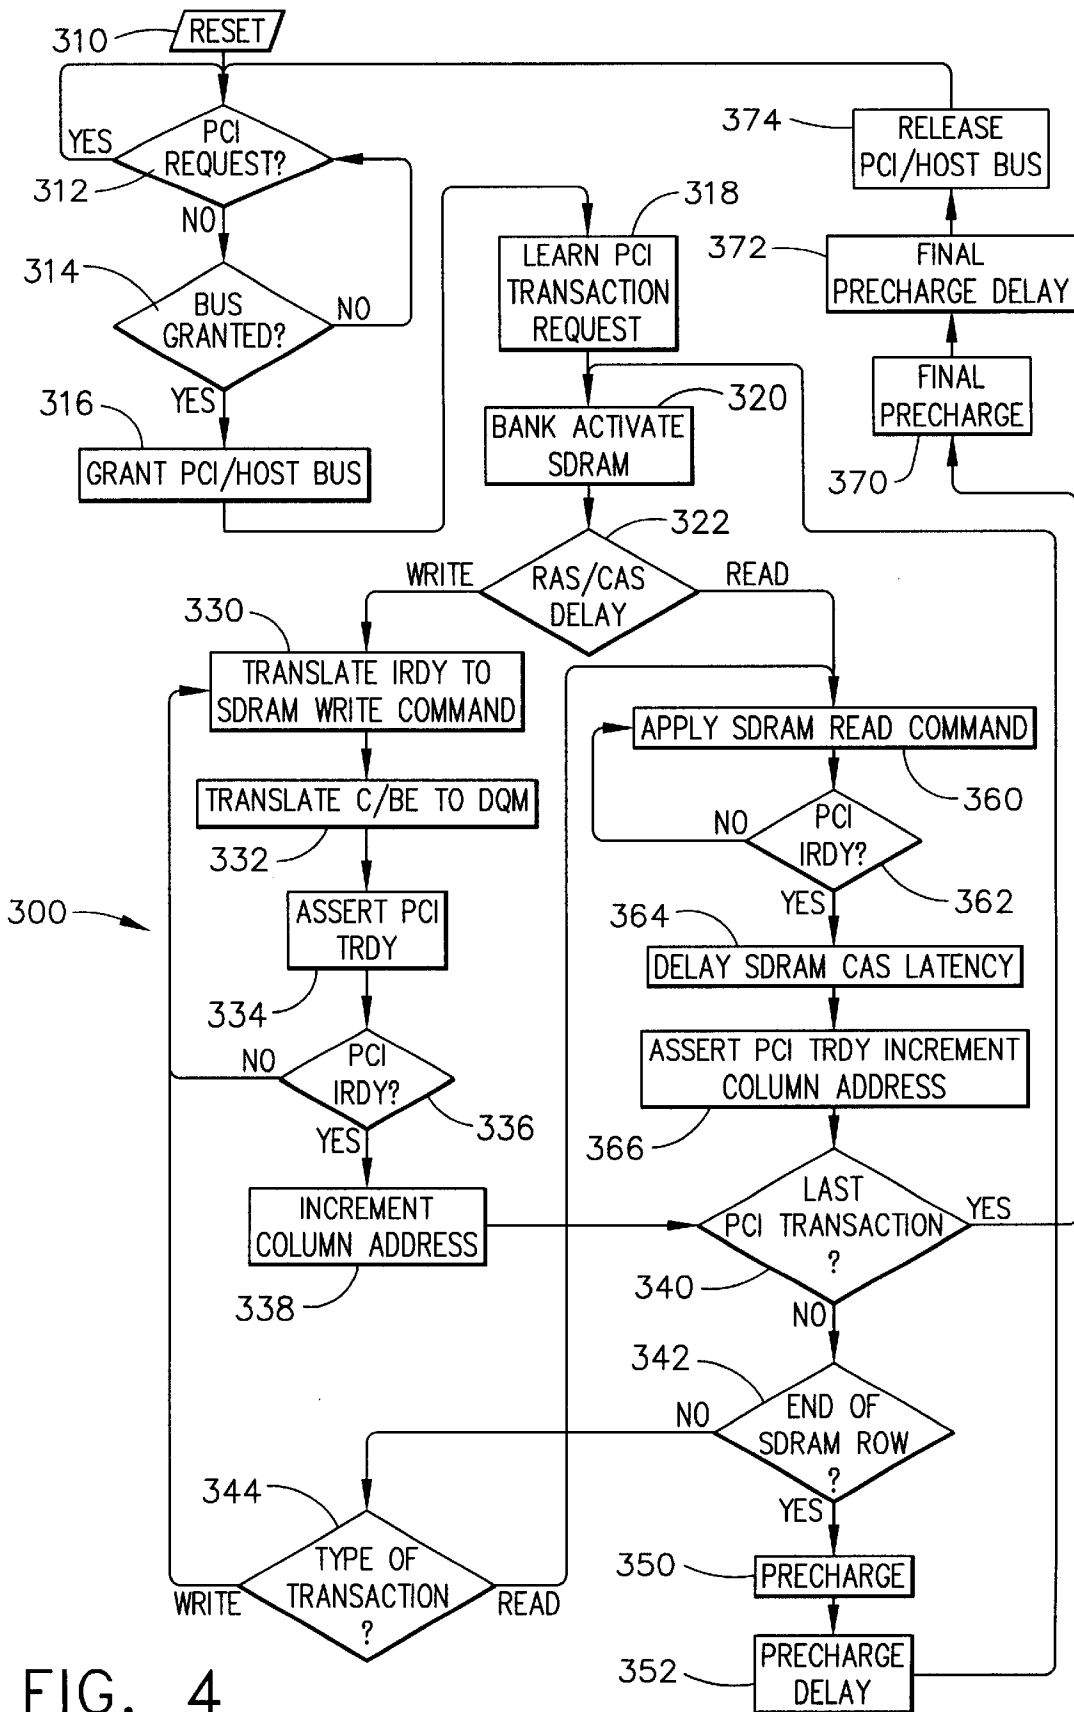 310
RESET
YES
PCI
REQUEST?
312
NO
314
BUS
GRANTED?
NO
YES
316
GRANT PCI/HOST BUS
318
LEARN PCI
TRANSACTION
REQUEST
320
BANK ACTIVATE
SDRAM
322
WRITE
RAS/CAS
DELAY
READ
374
RELEASE
PCI/HOST BUS
372
FINAL
PRECHARGE DELAY
FINAL
PRECHARGE
370
330
TRANSLATE IRDY TO
SDRAM WRITE COMMAND
TRANSLATE C/BE TO DQM
332
300
ASSERT PCI
TRDY
334
NO
PCI
IRDY?
336
YES
INCREMENT
COLUMN ADDRESS
338
APPLY SDRAM READ COMMAND
360
NO
PCI
IRDY?
362
YES
364
DELAY SDRAM CAS LATENCY
ASSERT PCI TRDY INCREMENT
COLUMN ADDRESS
366
LAST
PCI TRANSACTION
?
YES
340
NO
342
NO
END OF
SDRAM ROW
?
YES
344
TYPE OF
TRANSACTION
?
WRITE
READ
350
PRECHARGE
352
PRECHARGE
DELAY
FIG. 4